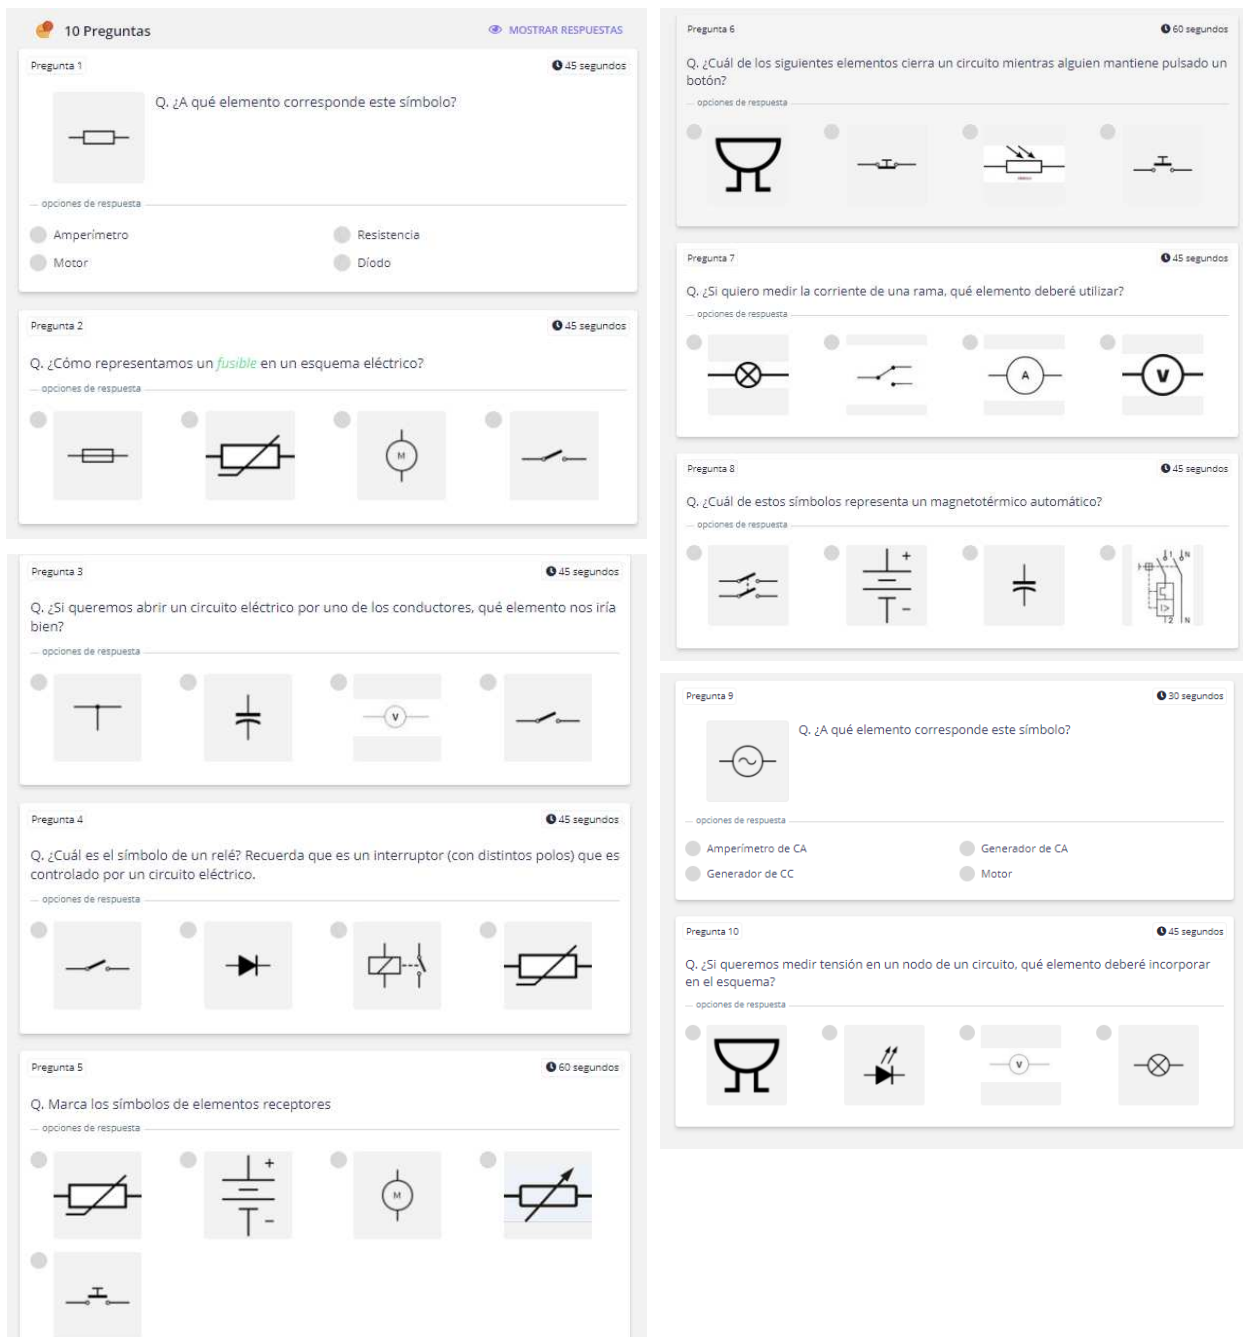 10 Preguntas
MOSTRAR RESPUESTAS
Pregunta 1
45 segundos
Q. ¿A qué elemento corresponde este símbolo?
opciones de respuesta
Amperímetro
Resistencia
Motor
Díodo
Pregunta 2
45 segundos
Q. ¿Cómo representamos un fusible en un esquema eléctrico?
opciones de respuesta
M
Pregunta 3
45 segundos
Q. ¿Si queremos abrir un circuito eléctrico por uno de los conductores, qué elemento nos iría
bien?
opciones de respuesta
V
Pregunta 4
45 segundos
Q. ¿Cuál es el símbolo de un relé? Recuerda que es un interruptor (con distintos polos) que es
controlado por un circuito eléctrico.
opciones de respuesta
Pregunta 5
60 segundos
Q. Marca los símbolos de elementos receptores
opciones de respuesta
+
−
M
Pregunta 6
60 segundos
Q. ¿Cuál de los siguientes elementos cierra un circuito mientras alguien mantiene pulsado un
botón?
opciones de respuesta
Pregunta 7
45 segundos
Q. ¿Si quiero medir la corriente de una rama, qué elemento deberé utilizar?
opciones de respuesta
A
V
Pregunta 8
45 segundos
Q. ¿Cuál de estos símbolos representa un magnetotérmico automático?
opciones de respuesta
+
−
1 N
I>
2 N
Pregunta 9
30 segundos
Q. ¿A qué elemento corresponde este símbolo?
opciones de respuesta
Amperímetro de CA
Generador de CA
Generador de CC
Motor
Pregunta 10
45 segundos
Q. ¿Si queremos medir tensión en un nodo de un circuito, qué elemento deberé incorporar
en el esquema?
opciones de respuesta
V